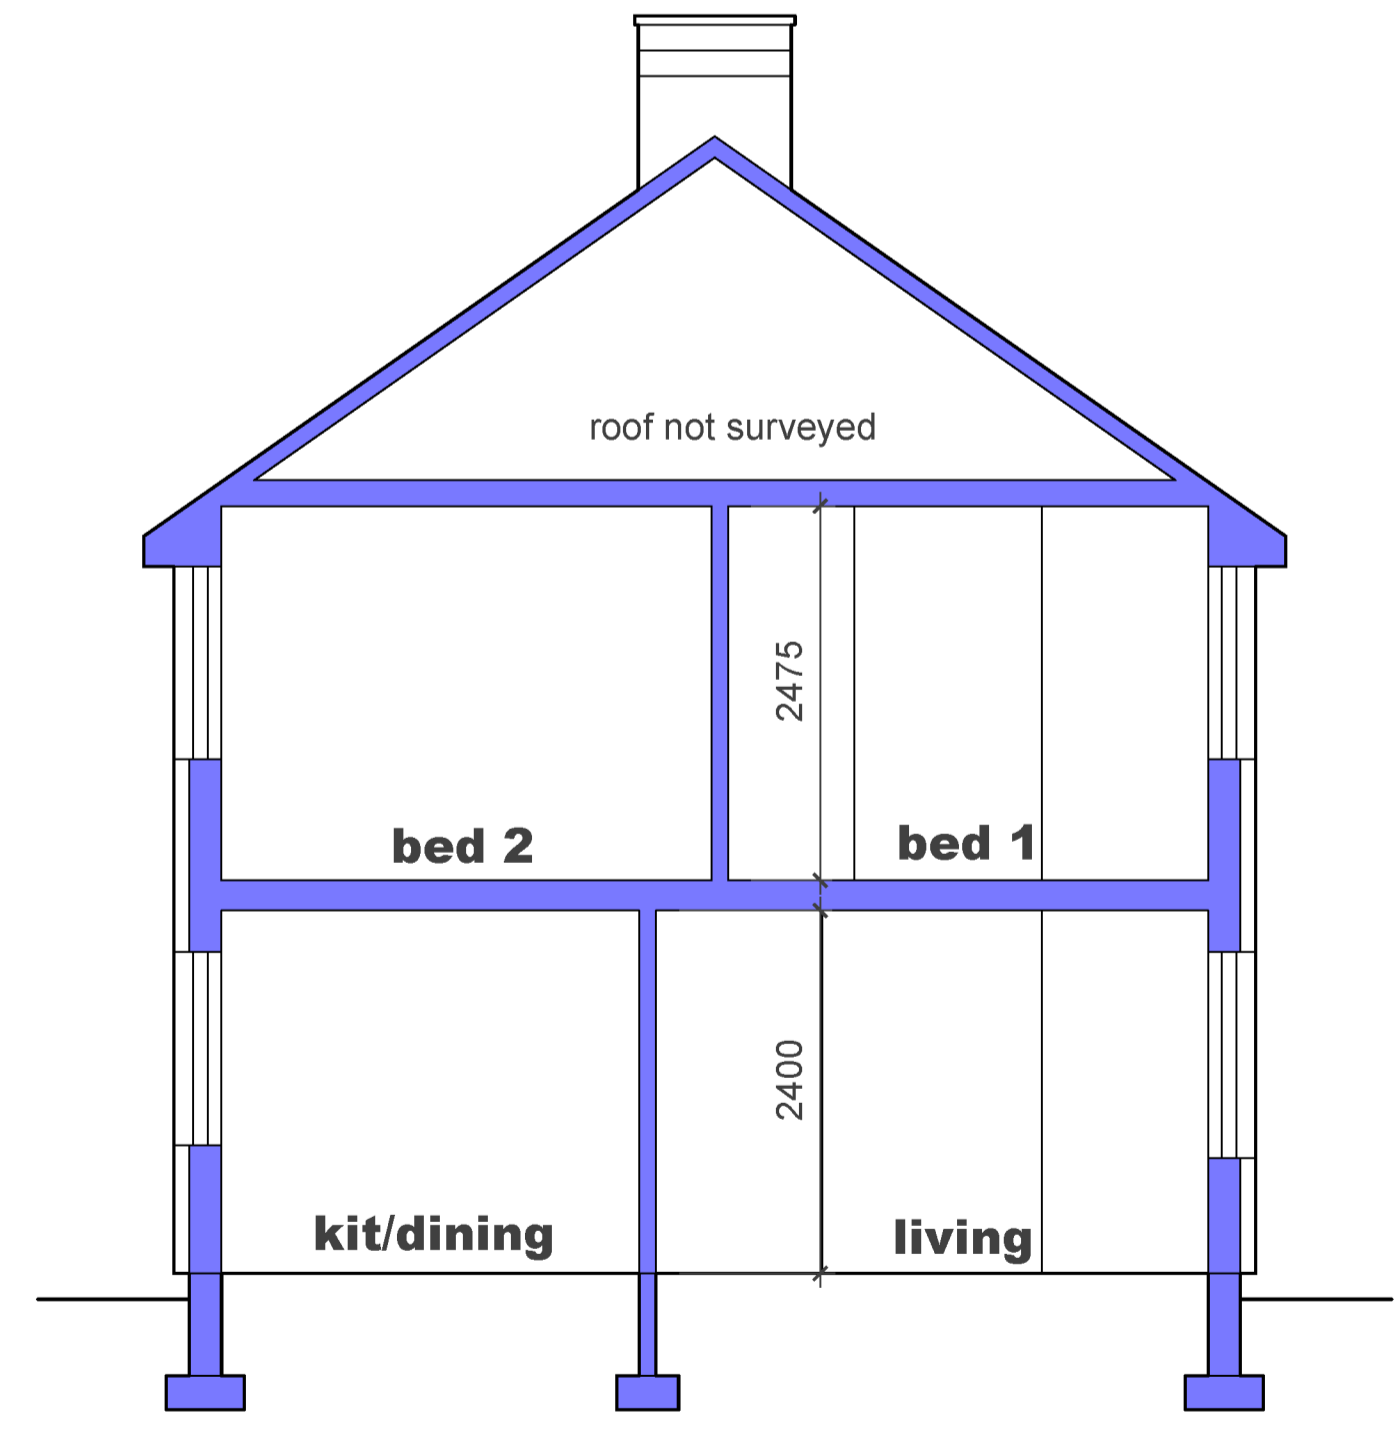 roof not surveyed
2475
bed 2
bed 1
2400
kit/dining
living